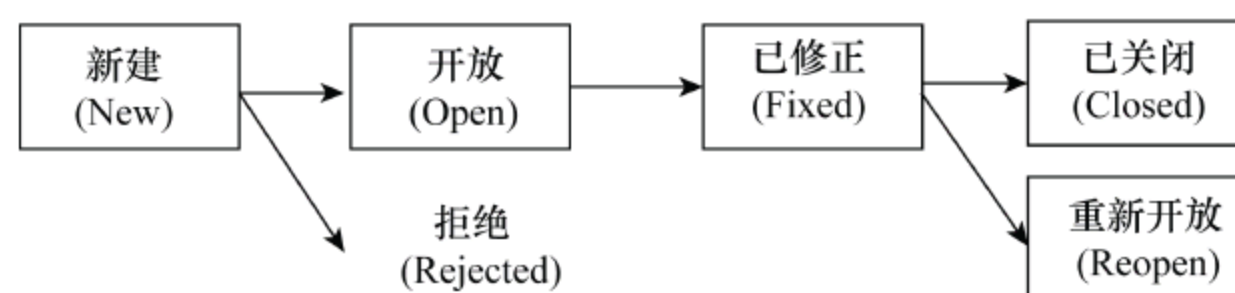 新建
(New)
开放
(Open)
已修正
(Fixed)
已关闭
(Closed)
拒绝
(Rejected)
重新开放
(Reopen)